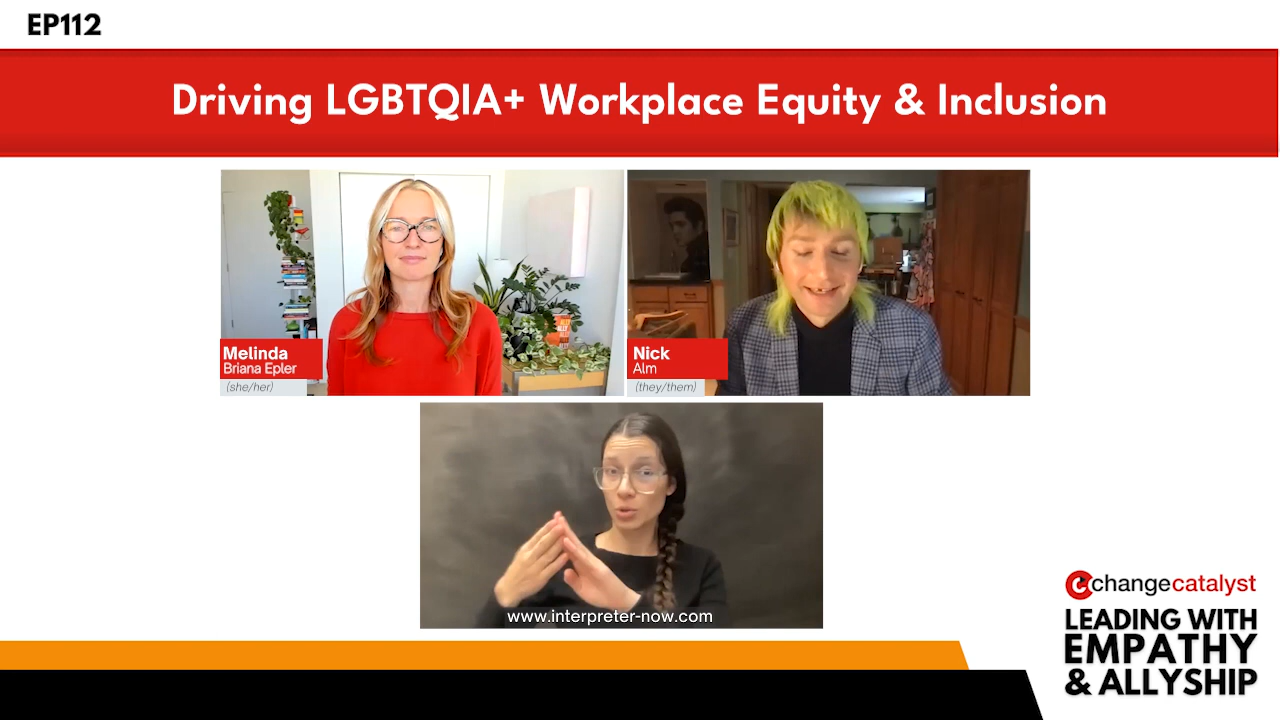 EP112
Driving LGBTQIA+ Workplace Equity & Inclusion
Melinda
Briana Epler
(she/her)
Nick
Alm
(they/them)
ALLY
www.interpreter-now.com
changecatalyst
LEADING WITH
EMPATHY
& ALLYSHIP